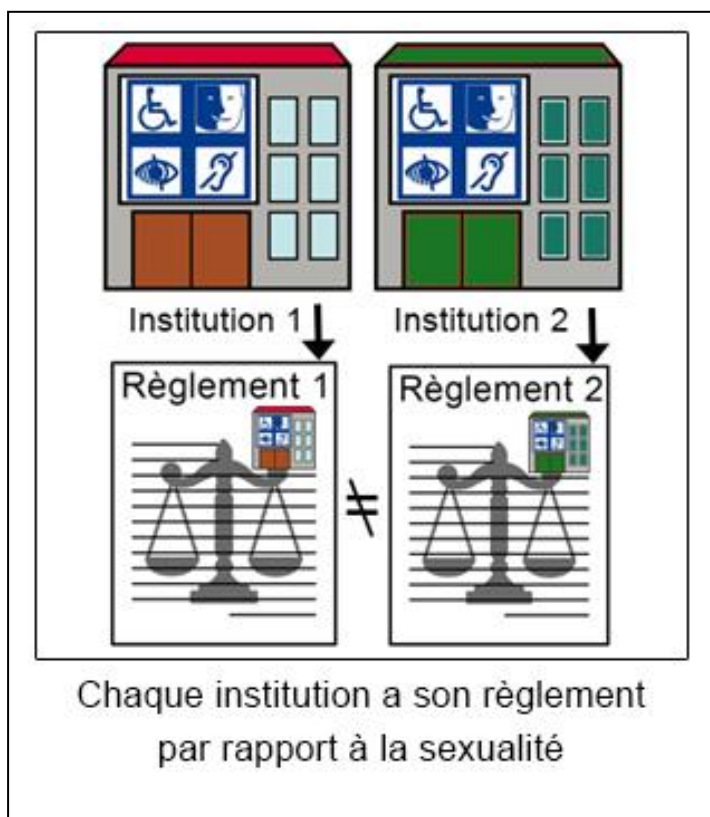 Institution 1
Institution 2
Règlement 1
Règlement 2
≠
Chaque institution a son règlement
par rapport à la sexualité